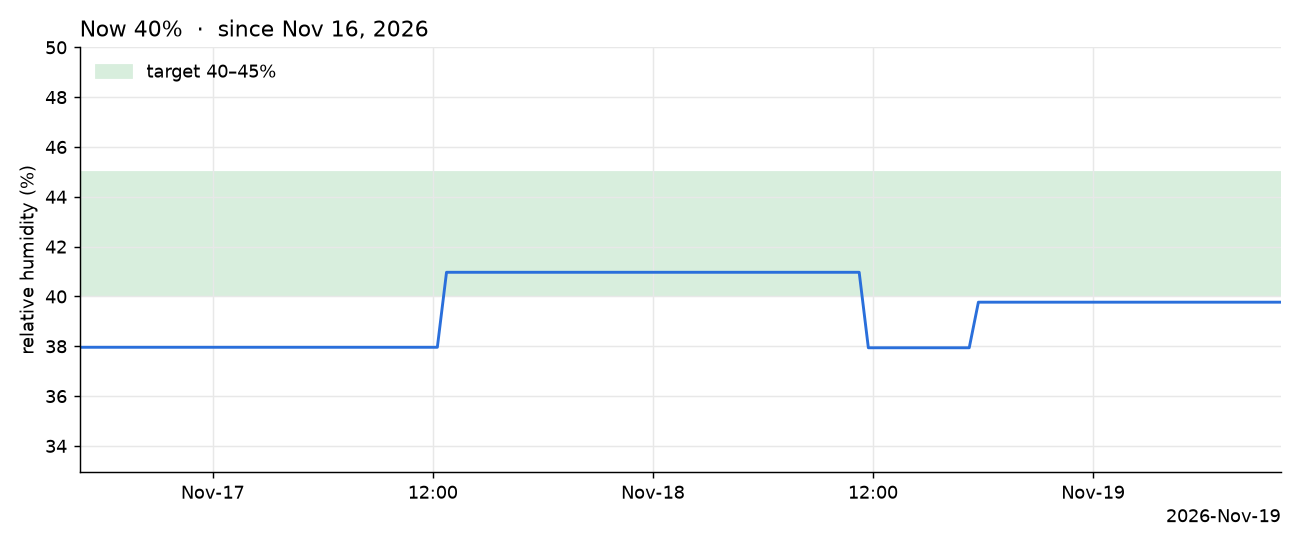 Now 40%  ·  since Nov 16, 2026
target 40–45%
relative humidity (%)
50
48
46
44
42
40
38
36
34
Nov-17 12:00 Nov-18 12:00 Nov-19
2026-Nov-19